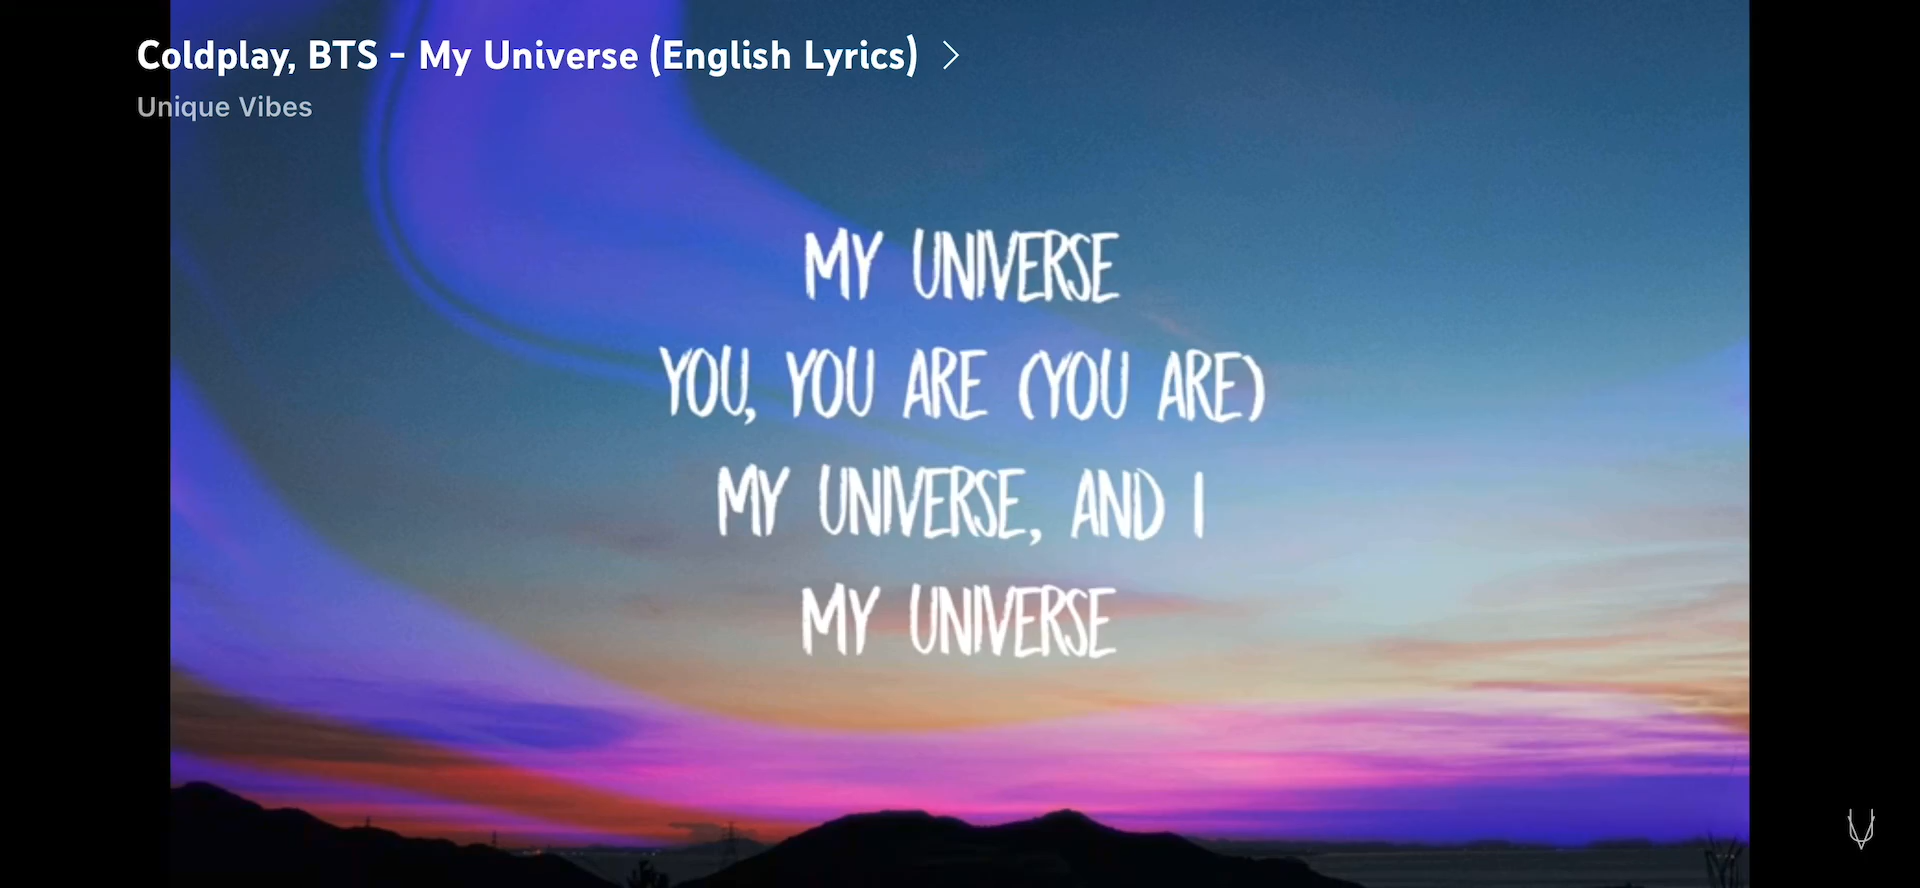 Coldplay, BTS - My Universe (English Lyrics)
Unique Vibes
MY UNIVERSE
YOU, YOU ARE (YOU ARE)
MY UNIVERSE, AND I
MY UNIVERSE